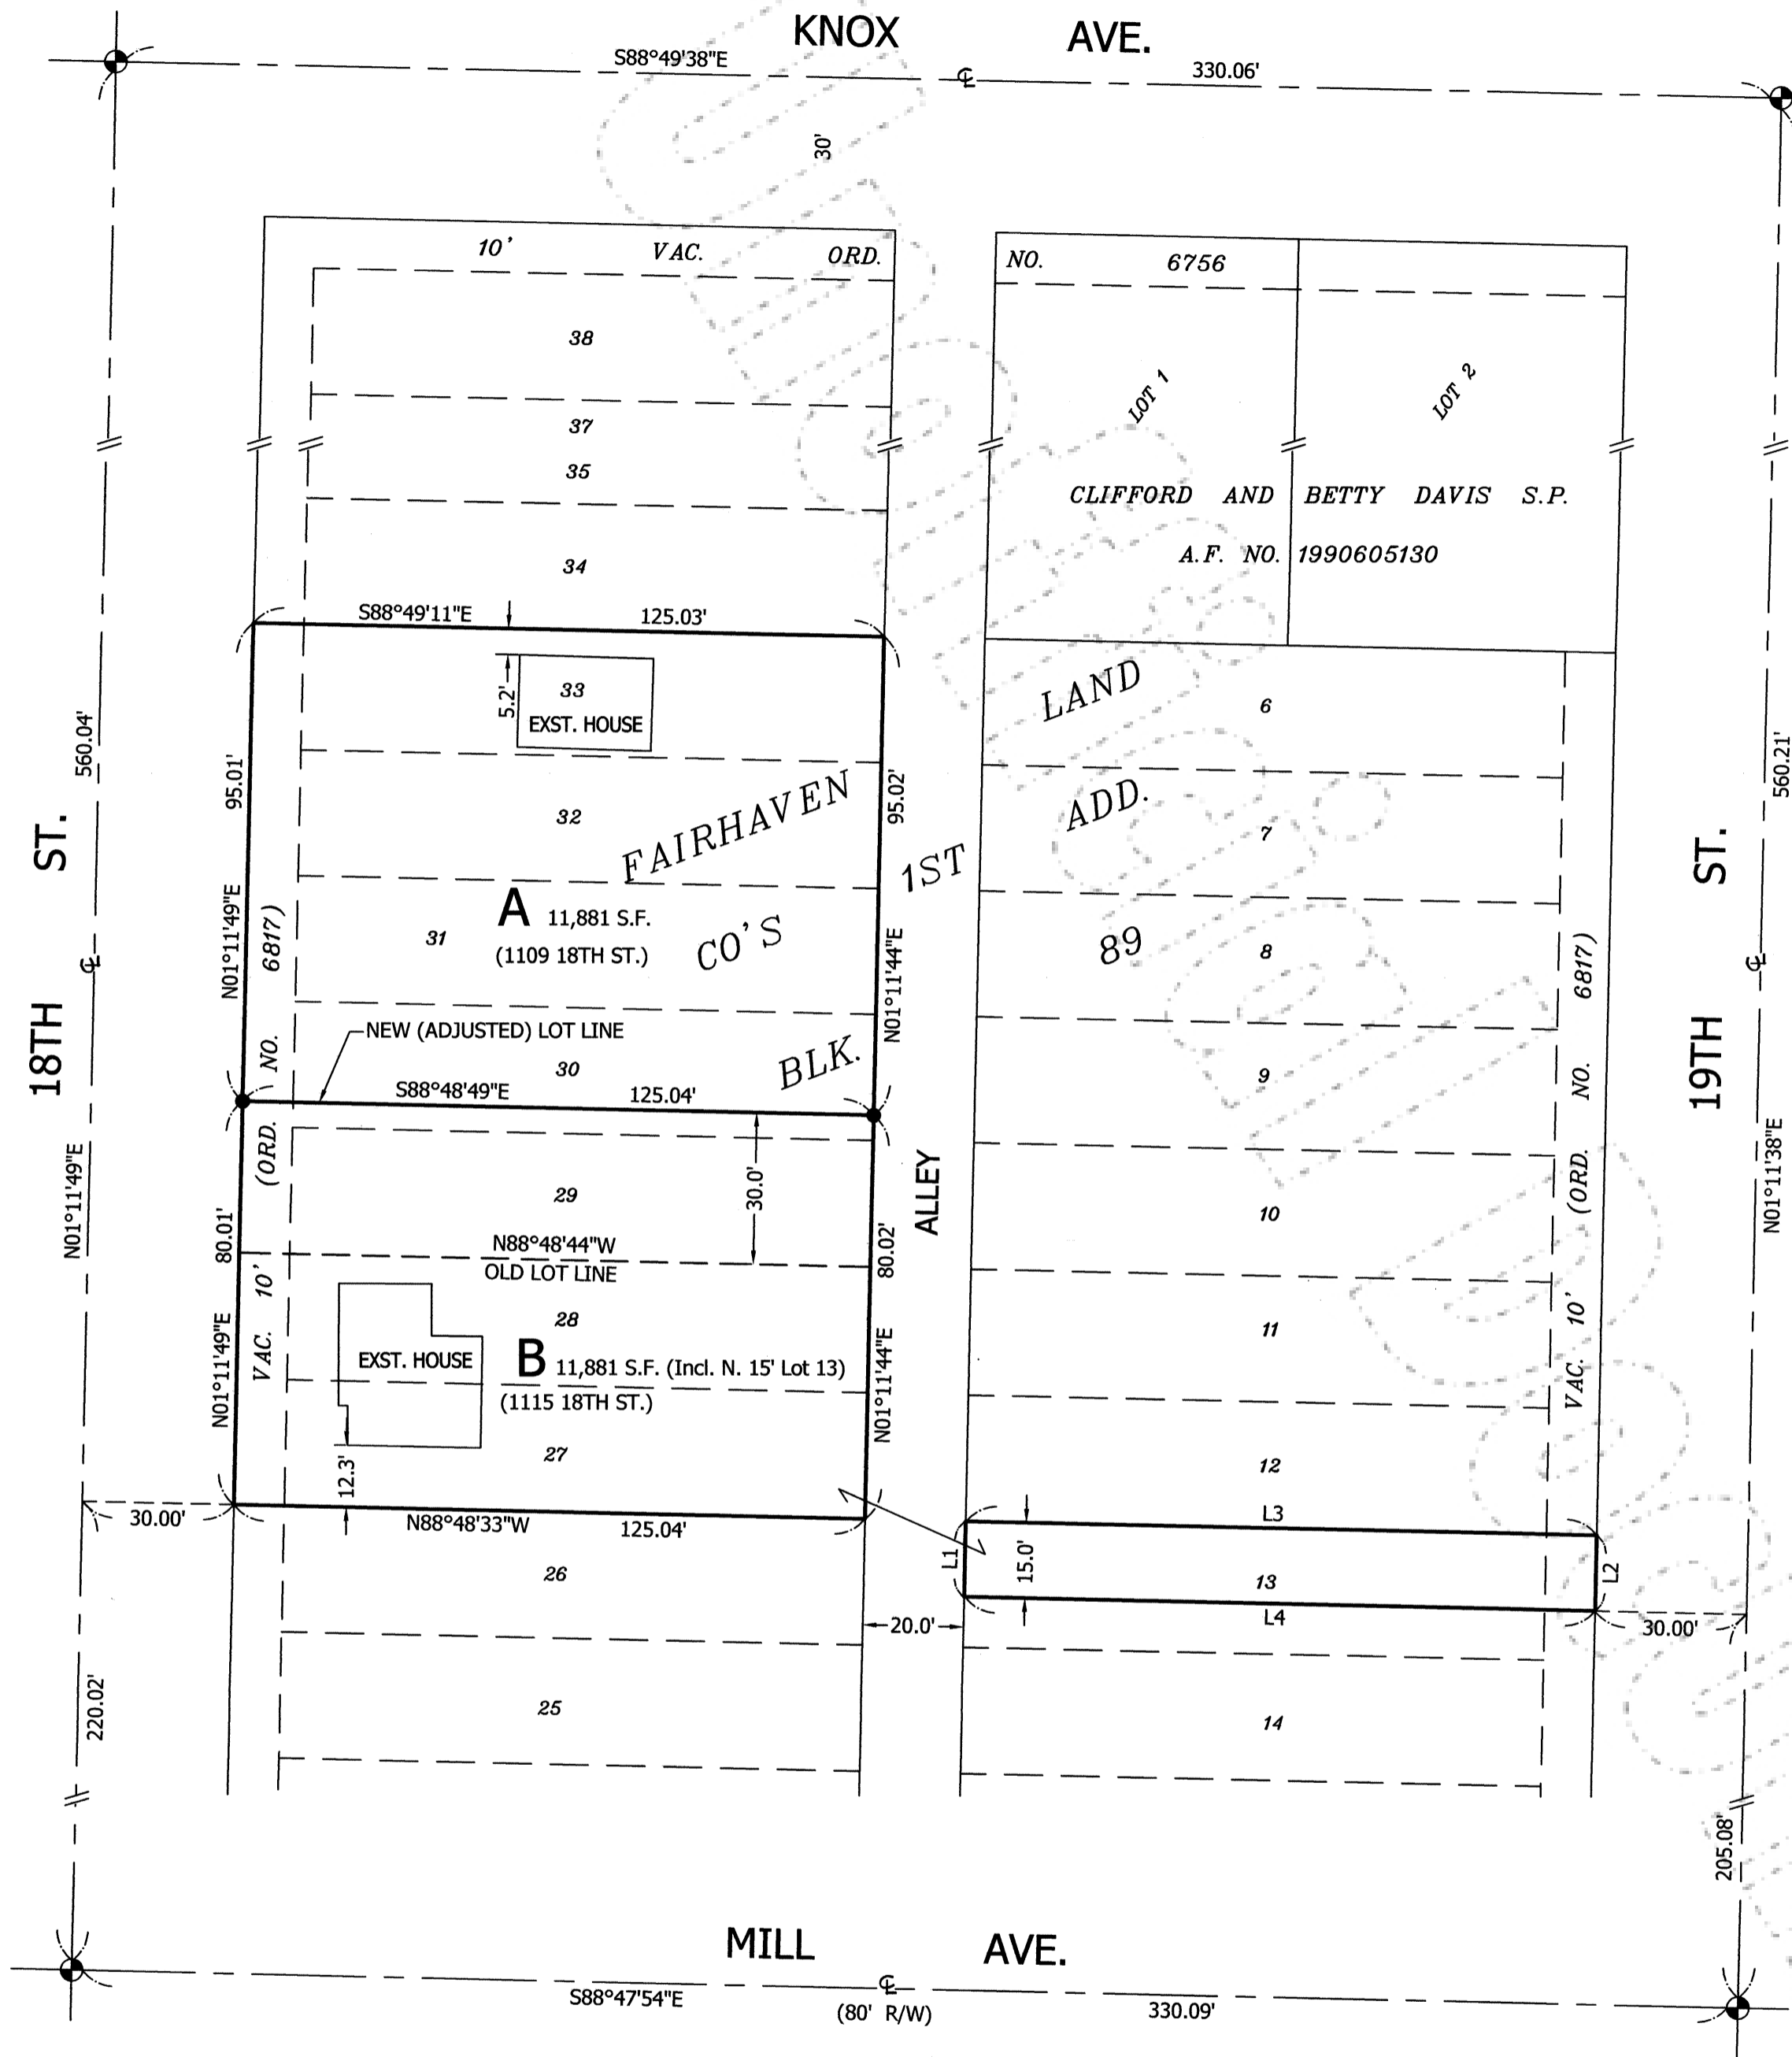 KNOX AVE.
S88°49'38"E ℄ 330.06'
30'
10' VAC. ORD. NO. 6756
38
37
35
34
LOT 1
LOT 2
CLIFFORD AND BETTY DAVIS S.P.
A.F. NO. 1990605130
S88°49'11"E 125.03'
5.2'
33
EXST. HOUSE
32
31
A 11,881 S.F.
(1109 18TH ST.)
FAIRHAVEN
LAND
CO'S
1ST
ADD.
BLK.
89
95.01'
N01°11'49"E
95.02'
N01°11'44"E
NEW (ADJUSTED) LOT LINE
30
S88°48'49"E 125.04'
VAC. 10' (ORD. NO. 6817)
29
30.0'
N88°48'44"W
OLD LOT LINE
28
EXST. HOUSE
B 11,881 S.F. (Incl. N. 15' Lot 13)
(1115 18TH ST.)
27
12.3'
80.01'
N01°11'49"E
80.02'
N01°11'44"E
30.00'
N88°48'33"W 125.04'
26
25
ALLEY
20.0'
6
7
8
9
10
11
12
L3
L1
15.0'
13
L2
L4
14
30.00'
VAC. 10' (ORD. NO. 6817)
18TH ST.
560.04'
℄
N01°11'49"E
220.02'
19TH ST.
560.21'
℄
N01°11'38"E
205.08'
MILL AVE.
℄
S88°47'54"E (80' R/W) 330.09'